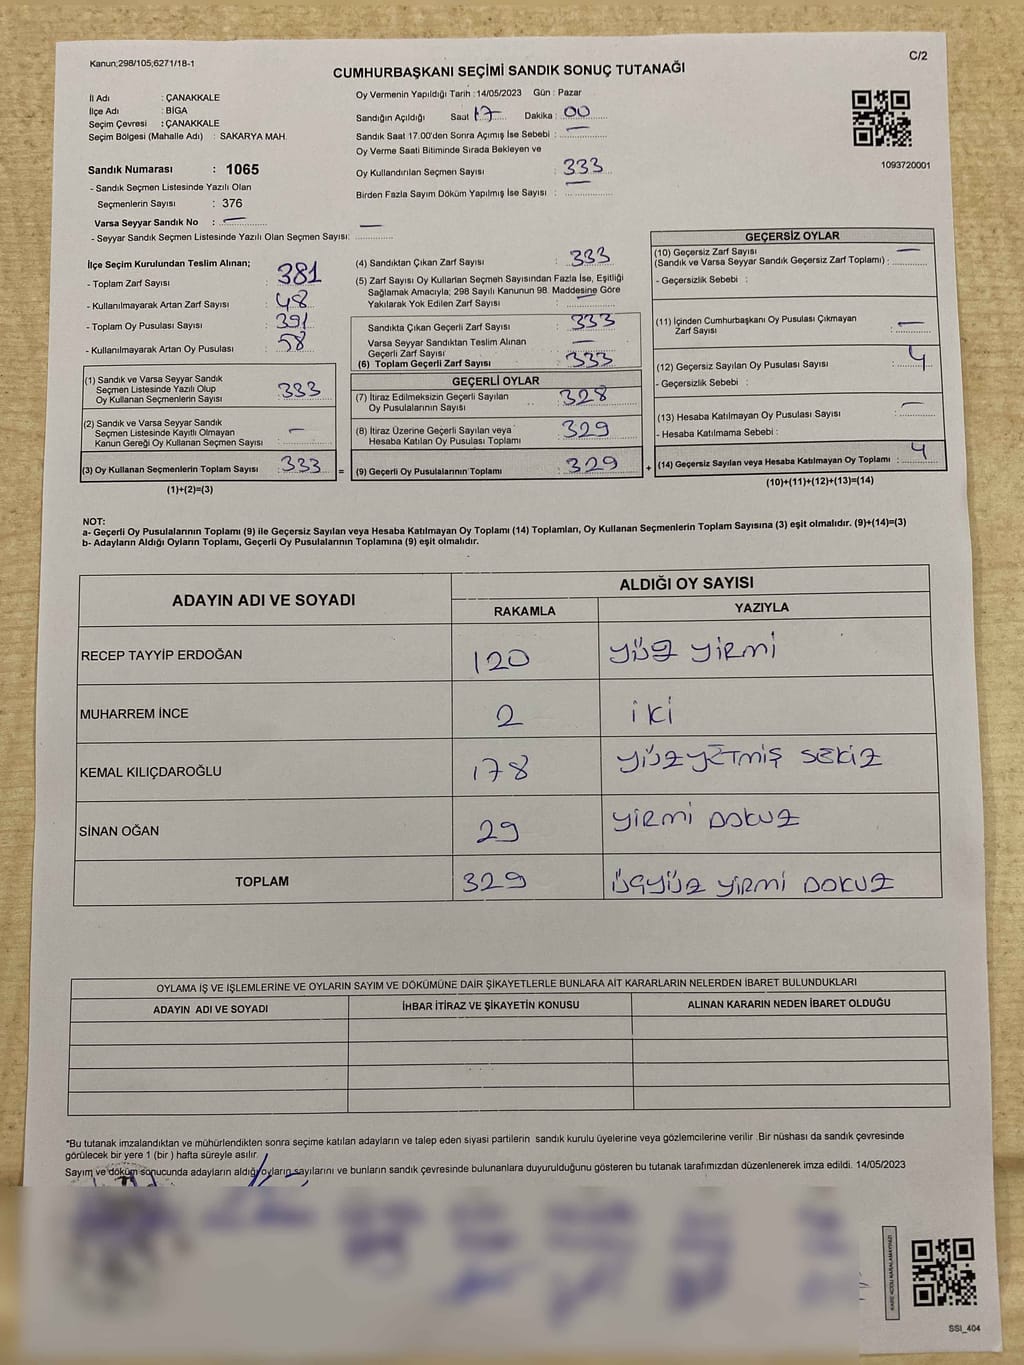 Kanun;298/105;6271/18-1
C/2
CUMHURBAŞKANI SEÇİMİ SANDIK SONUÇ TUTANAĞI
İl Adı : ÇANAKKALE
İlçe Adı : BİGA
Seçim Çevresi : ÇANAKKALE
Seçim Bölgesi (Mahalle Adı) : SAKARYA MAH.
Sandık Numarası : 1065
- Sandık Seçmen Listesinde Yazılı Olan
Seçmenlerin Sayısı : 376
Varsa Seyyar Sandık No : —
- Seyyar Sandık Seçmen Listesinde Yazılı Olan Seçmen Sayısı: —
Oy Vermenin Yapıldığı Tarih : 14/05/2023 Gün : Pazar
Sandığın Açıldığı Saat 17 Dakika : 00
Sandık Saat 17.00'den Sonra Açımış İse Sebebi : —
Oy Verme Saati Bitiminde Sırada Bekleyen ve
Oy Kullandırılan Seçmen Sayısı : 333
Birden Fazla Sayım Döküm Yapılmış İse Sayısı : —
1093720001
İlçe Seçim Kurulundan Teslim Alınan;
- Toplam Zarf Sayısı : 381
- Kullanılmayarak Artan Zarf Sayısı : 48
- Toplam Oy Pusulası Sayısı : 391
- Kullanılmayarak Artan Oy Pusulası : 58
(1) Sandık ve Varsa Seyyar Sandık
Seçmen Listesinde Yazılı Olup
Oy Kullanan Seçmenlerin Sayısı : 333
(2) Sandık ve Varsa Seyyar Sandık
Seçmen Listesinde Kayıtlı Olmayan
Kanun Gereği Oy Kullanan Seçmen Sayısı : —
(3) Oy Kullanan Seçmenlerin Toplam Sayısı : 333 =
(1)+(2)=(3)
(4) Sandıktan Çıkan Zarf Sayısı : 333
(5) Zarf Sayısı Oy Kullanan Seçmen Sayısından Fazla İse, Eşitliği
Sağlamak Amacıyla; 298 Sayılı Kanunun 98. Maddesine Göre
Yakılarak Yok Edilen Zarf Sayısı : —
Sandıkta Çıkan Geçerli Zarf Sayısı : 333
Varsa Seyyar Sandıktan Teslim Alınan
Geçerli Zarf Sayısı : —
(6) Toplam Geçerli Zarf Sayısı : 333
GEÇERLİ OYLAR
(7) İtiraz Edilmeksizin Geçerli Sayılan
Oy Pusulalarının Sayısı : 328
(8) İtiraz Üzerine Geçerli Sayılan veya
Hesaba Katılan Oy Pusulası Toplamı : 329
(9) Geçerli Oy Pusulalarının Toplamı : 329 +
GEÇERSİZ OYLAR
(10) Geçersiz Zarf Sayısı
(Sandık ve Varsa Seyyar Sandık Geçersiz Zarf Toplamı) : —
- Geçersizlik Sebebi :
(11) İçinden Cumhurbaşkanı Oy Pusulası Çıkmayan
Zarf Sayısı : —
(12) Geçersiz Sayılan Oy Pusulası Sayısı : 4
- Geçersizlik Sebebi :
(13) Hesaba Katılmayan Oy Pusulası Sayısı : —
- Hesaba Katılmama Sebebi :
(14) Geçersiz Sayılan veya Hesaba Katılmayan Oy Toplamı : 4
(10)+(11)+(12)+(13)=(14)
NOT:
a- Geçerli Oy Pusulalarının Toplamı (9) ile Geçersiz Sayılan veya Hesaba Katılmayan Oy Toplamı (14) Toplamları, Oy Kullanan Seçmenlerin Toplam Sayısına (3) eşit olmalıdır. (9)+(14)=(3)
b- Adayların Aldığı Oyların Toplamı, Geçerli Oy Pusulalarının Toplamına (9) eşit olmalıdır.
ADAYIN ADI VE SOYADI
ALDIĞI OY SAYISI
RAKAMLA YAZIYLA
RECEP TAYYİP ERDOĞAN 120 YÜZ YİRMİ
MUHARREM İNCE 2 İKİ
KEMAL KILIÇDAROĞLU 178 YÜZYETMİŞ SEKİZ
SİNAN OĞAN 29 YİRMİ DOKUZ
TOPLAM 329 ÜÇYÜZ YİRMİ DOKUZ
OYLAMA İŞ VE İŞLEMLERİNE VE OYLARIN SAYIM VE DÖKÜMÜNE DAİR ŞİKAYETLERLE BUNLARA AİT KARARLARIN NELERDEN İBARET BULUNDUKLARI
ADAYIN ADI VE SOYADI İHBAR İTİRAZ VE ŞİKAYETİN KONUSU ALINAN KARARIN NEDEN İBARET OLDUĞU
*Bu tutanak imzalandıktan ve mühürlendikten sonra seçime katılan adayların ve talep eden siyasi partilerin sandık kurulu üyelerine veya gözlemcilerine verilir .Bir nüshası da sandık çevresinde
görülecek bir yere 1 (bir ) hafta süreyle asılır.
Sayım ve döküm sonucunda adayların aldığı oyların sayılarını ve bunların sandık çevresinde bulunanlara duyurulduğunu gösteren bu tutanak tarafımızdan düzenlenerek imza edildi. 14/05/2023
KARE KODU KARALAMAYINIZ!
SSI_404